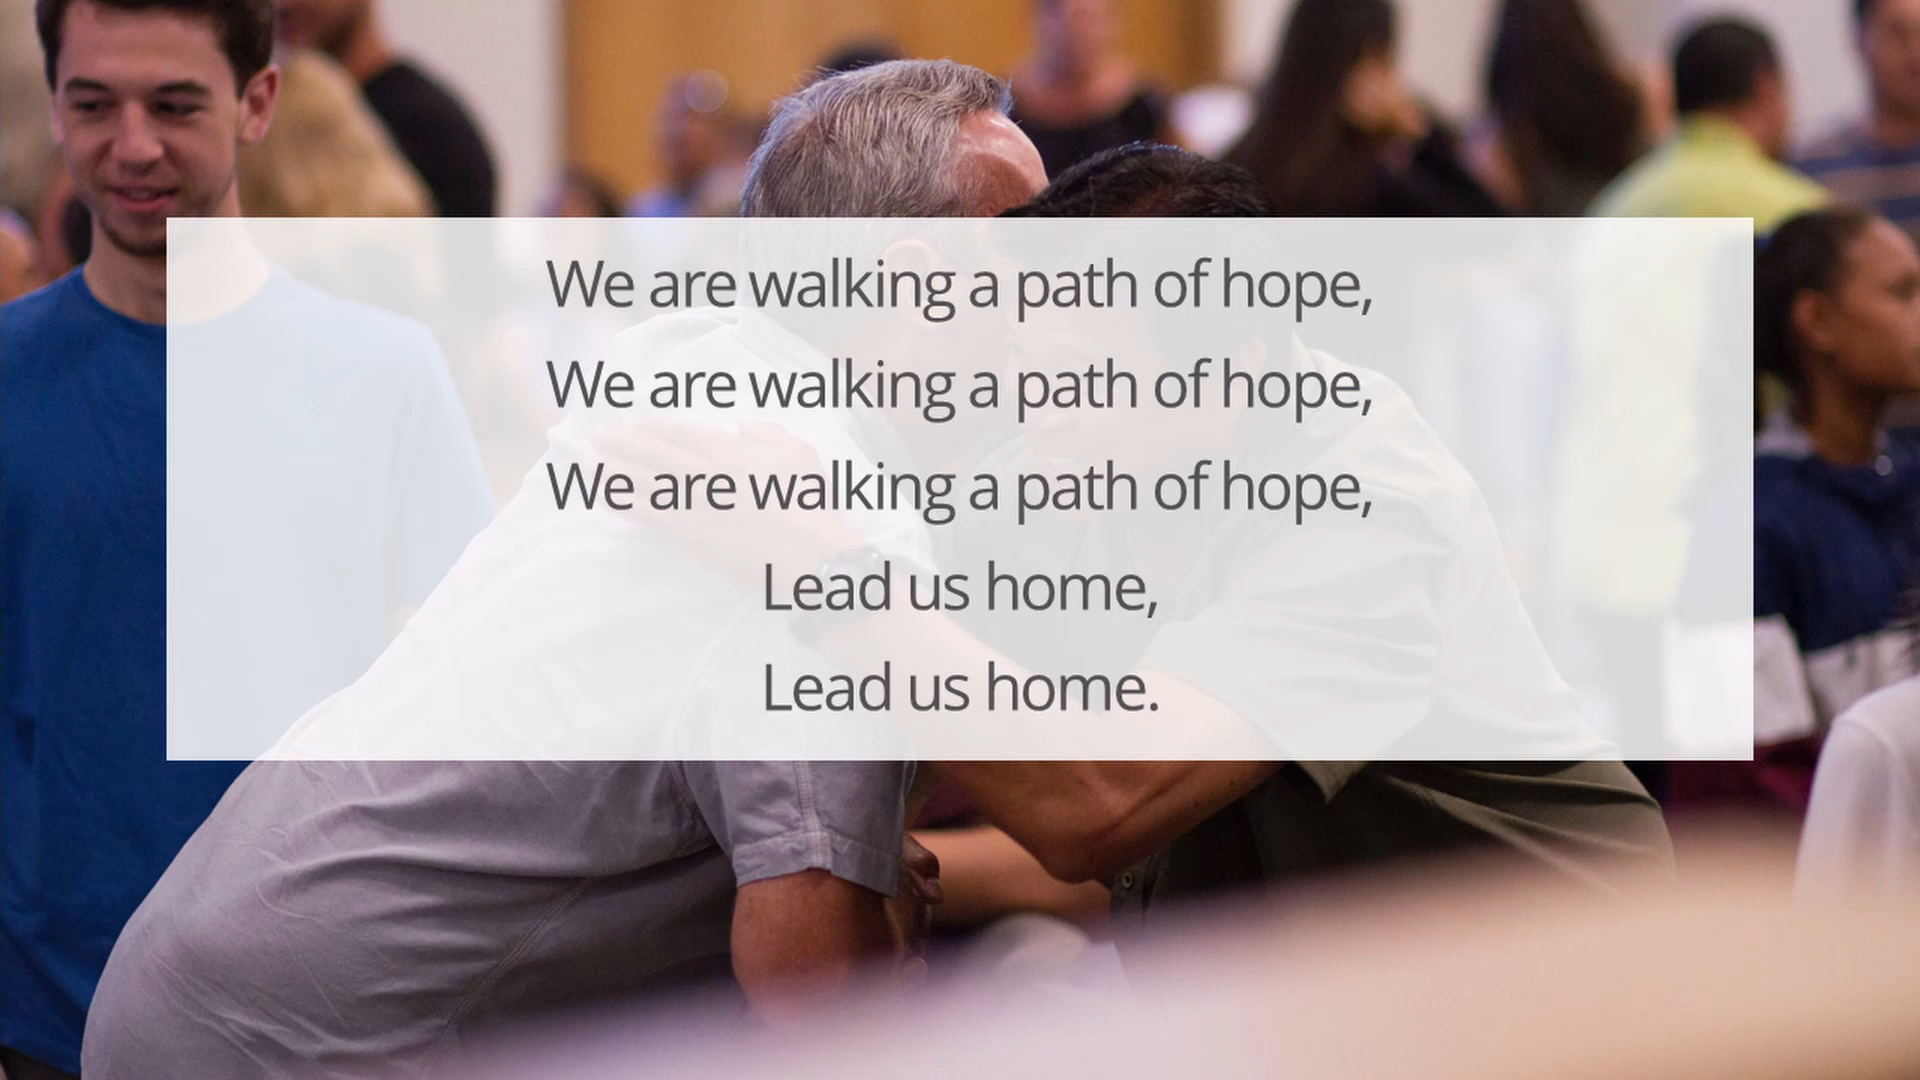 We are walking a path of hope,
We are walking a path of hope,
We are walking a path of hope,
Lead us home,
Lead us home.